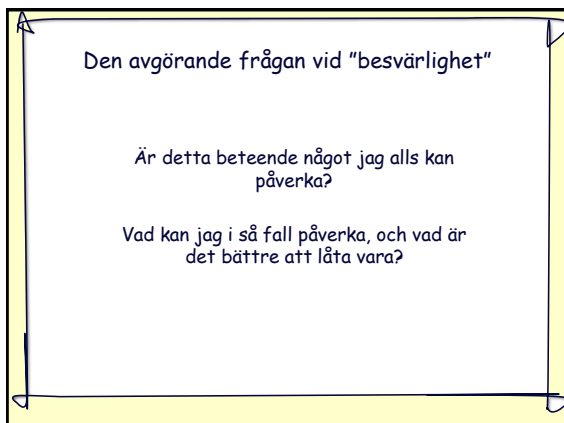 Den avgörande frågan vid ”besvärlighet”
Är detta beteende något jag alls kan
påverka?
Vad kan jag i så fall påverka, och vad är
det bättre att låta vara?